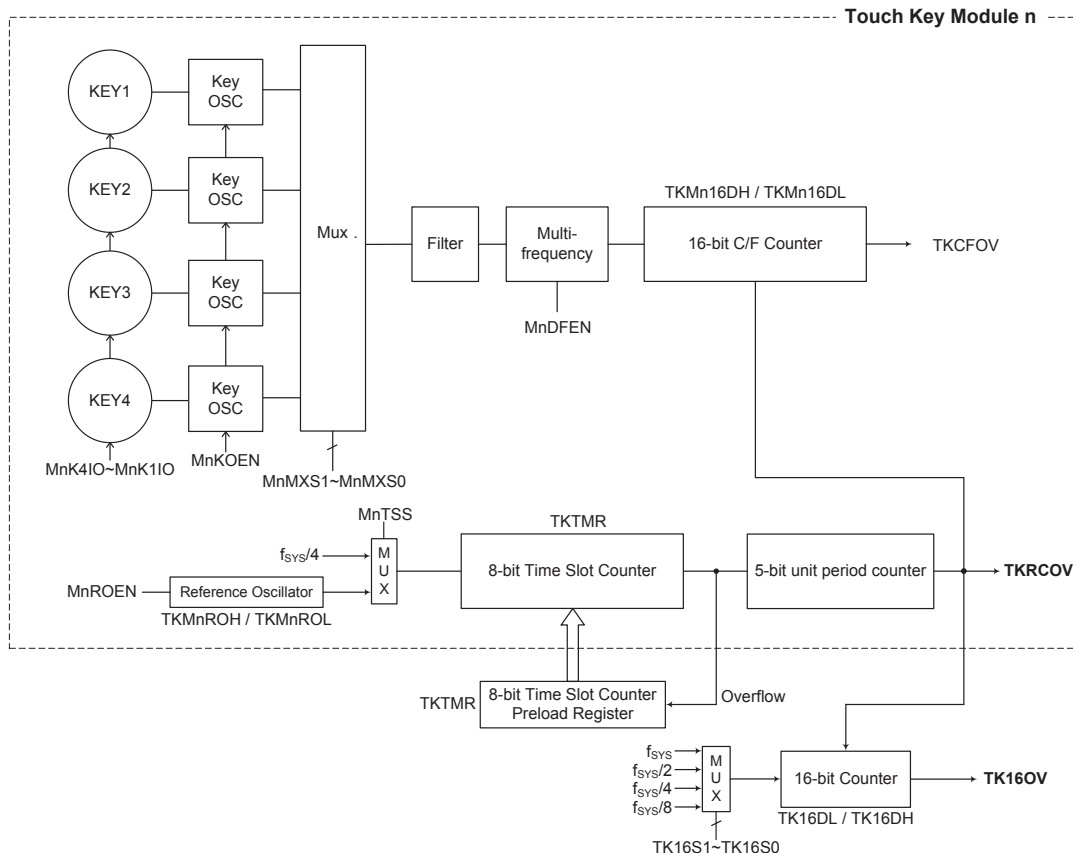 Touch Key Module n
KEY1
Key
OSC
KEY2
Key
OSC
KEY3
Key
OSC
KEY4
Key
OSC
Mux .
Filter
Multi-
frequency
TKMn16DH / TKMn16DL
16-bit C/F Counter
TKCFOV
MnDFEN
MnK4IO~MnK1IO
MnKOEN
MnMXS1~MnMXS0
MnTSS
fSYS/4
M
U
X
MnROEN
Reference Oscillator
TKMnROH / TKMnROL
TKTMR
8-bit Time Slot Counter
5-bit unit period counter
TKRCOV
TKTMR
8-bit Time Slot Counter
Preload Register
Overflow
fSYS
fSYS/2
fSYS/4
fSYS/8
M
U
X
16-bit Counter
TK16OV
TK16DL / TK16DH
TK16S1~TK16S0